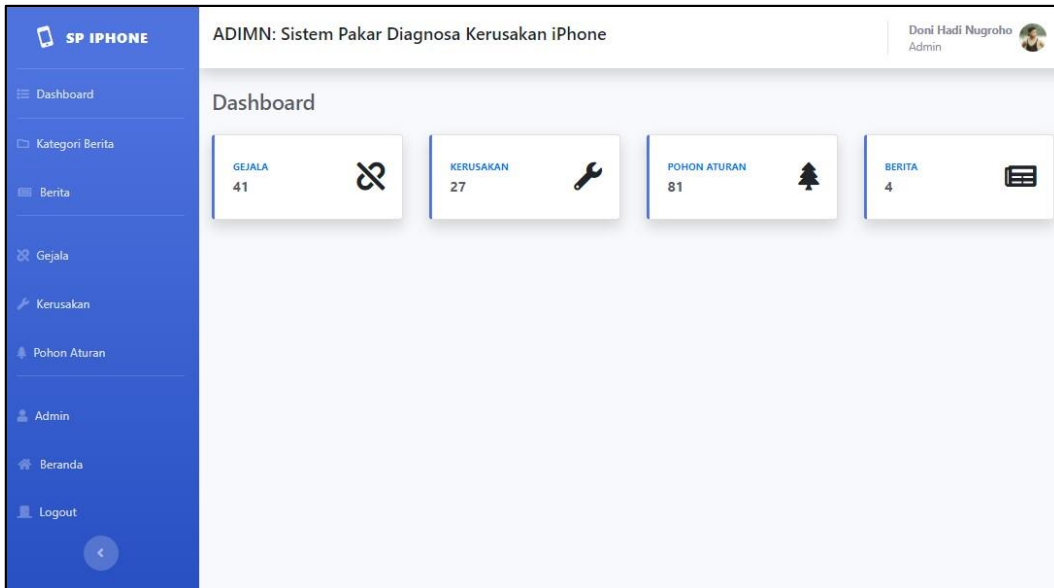 SP IPHONE
Dashboard
Kategori Berita
Berita
Gejala
Kerusakan
Pohon Aturan
Admin
Beranda
Logout
ADIMN: Sistem Pakar Diagnosa Kerusakan iPhone
Doni Hadi Nugroho
Admin
Dashboard
GEJALA
41
KERUSAKAN
27
POHON ATURAN
81
BERITA
4